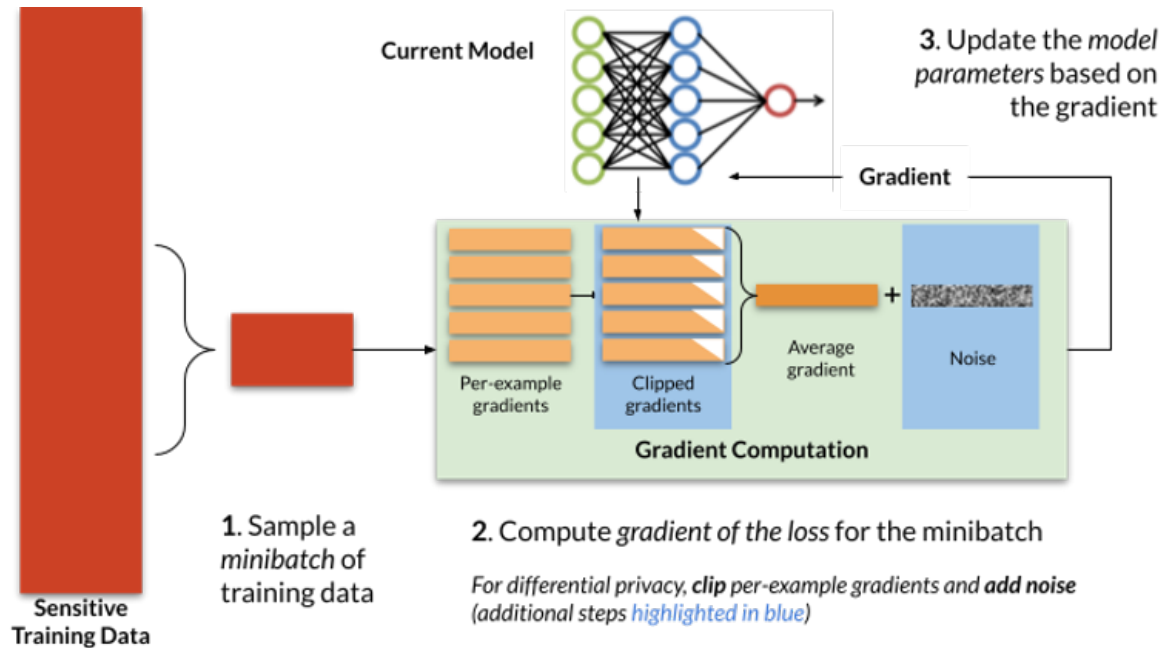 Current Model
3. Update the model
parameters based on
the gradient
Gradient
Per-example
gradients
Clipped
gradients
Average
gradient
+
Noise
Gradient Computation
1. Sample a
minibatch of
training data
2. Compute gradient of the loss for the minibatch
For differential privacy, clip per-example gradients and add noise
(additional steps highlighted in blue)
Sensitive
Training Data